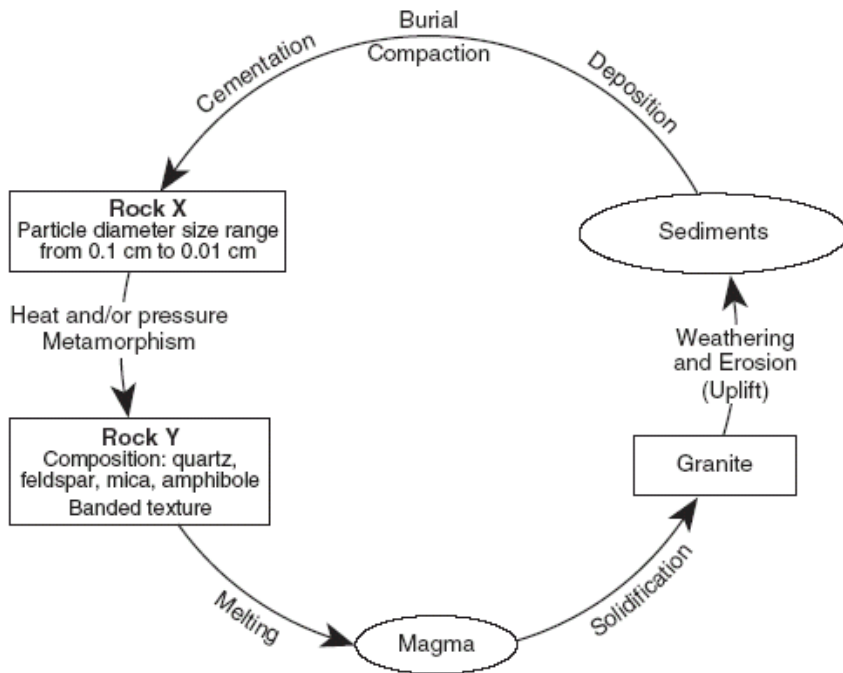 Burial
Compaction
Cementation
Deposition
Rock X
Particle diameter size range
from 0.1 cm to 0.01 cm
Sediments
Heat and/or pressure
Metamorphism
Weathering
and Erosion
(Uplift)
Rock Y
Composition: quartz,
feldspar, mica, amphibole
Banded texture
Granite
Melting
Magma
Solidification